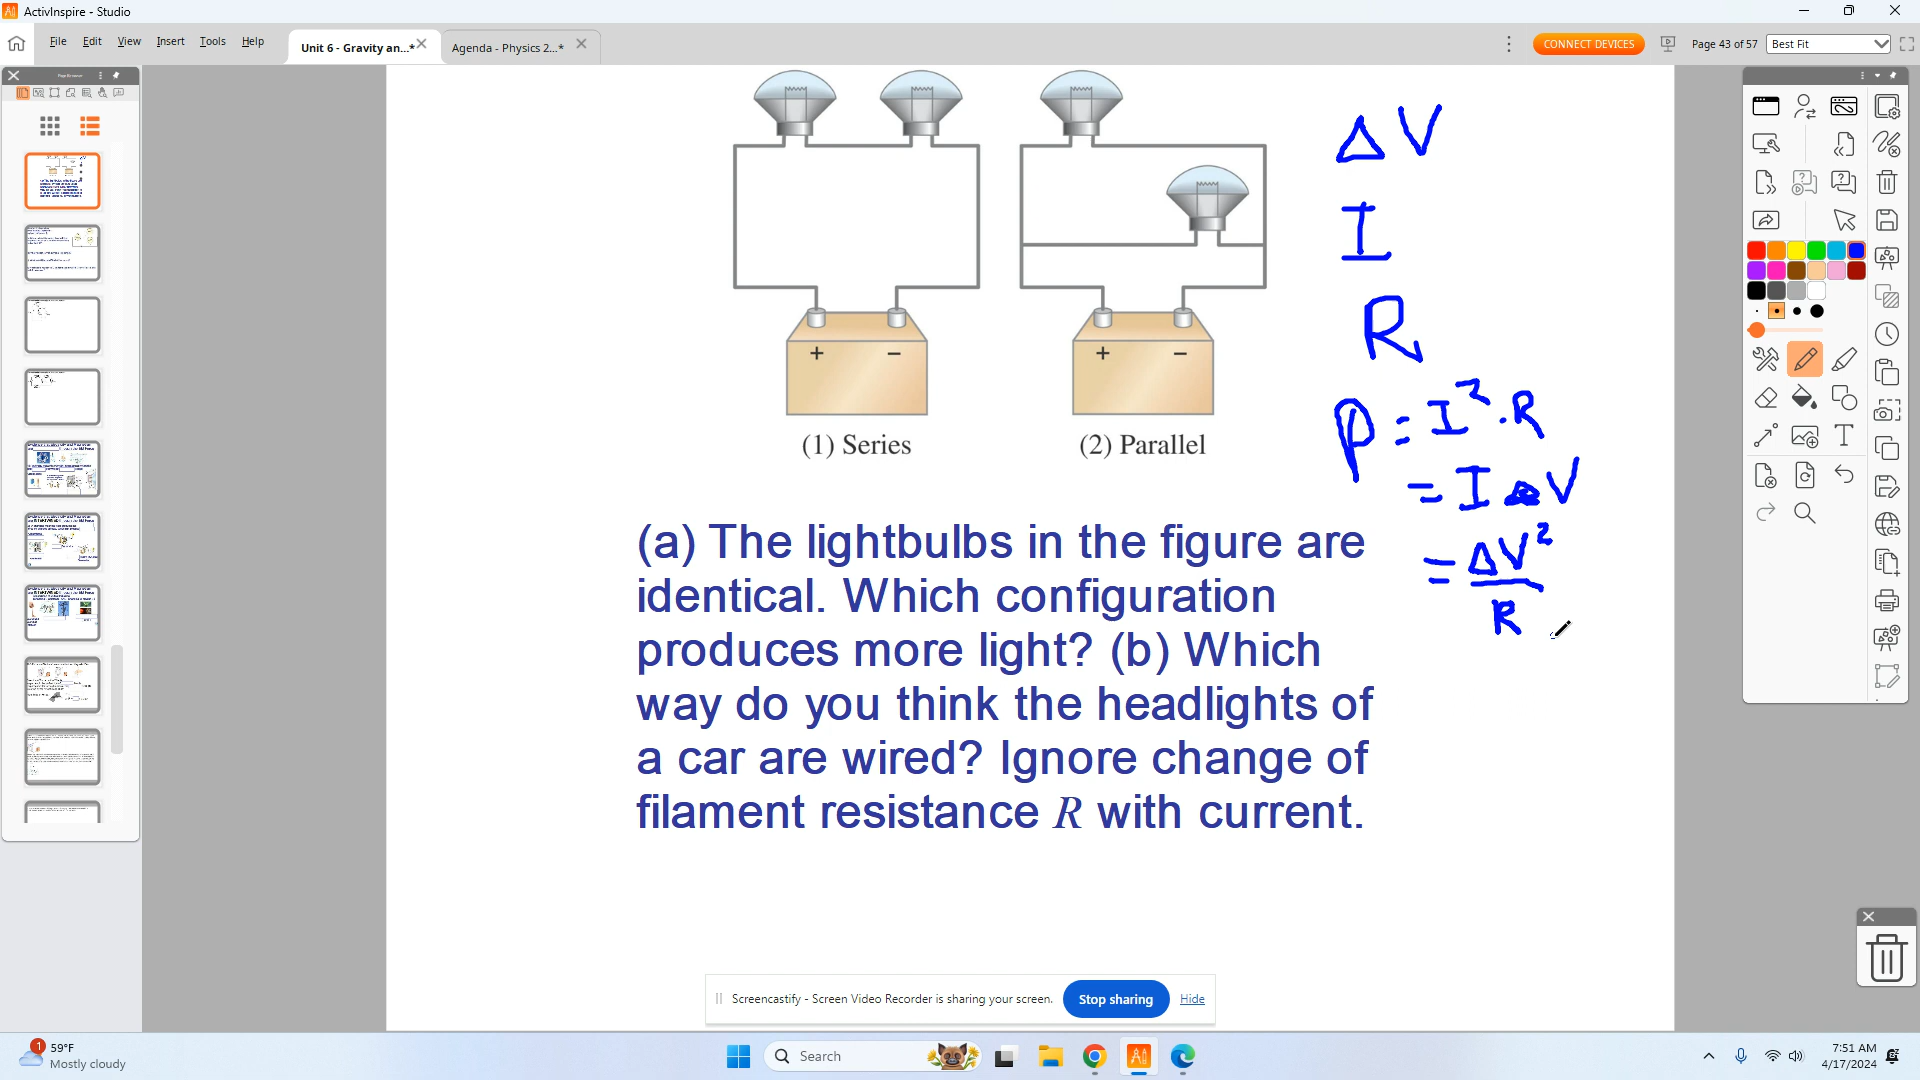 ActivInspire - Studio
File Edit View Insert Tools Help
Unit 6 - Gravity an...*
Agenda - Physics 2...*
CONNECT DEVICES
Page 43 of 57
Best Fit
+ −
+ −
(1) Series
(2) Parallel
ΔV
I
R
P = I² · R
= I ΔV
= ΔV²
R
(a) The lightbulbs in the figure are
identical. Which configuration
produces more light? (b) Which
way do you think the headlights of
a car are wired? Ignore change of
filament resistance R with current.
Screencastify - Screen Video Recorder is sharing your screen.
Stop sharing
Hide
1
59°F
Mostly cloudy
Search
7:51 AM
4/17/2024